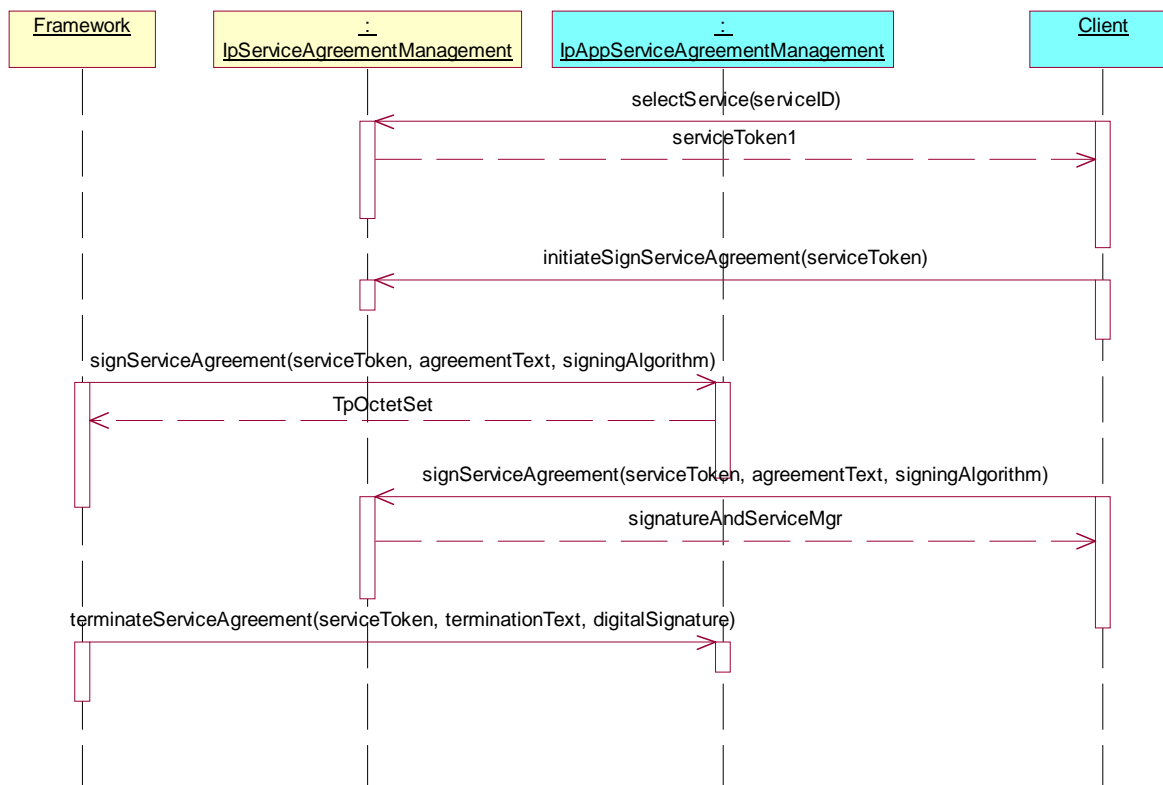 Framework
:
IpServiceAgreementManagement
:
IpAppServiceAgreementManagement
Client
selectService(serviceID)
serviceToken1
initiateSignServiceAgreement(serviceToken)
signServiceAgreement(serviceToken, agreementText, signingAlgorithm)
TpOctetSet
signServiceAgreement(serviceToken, agreementText, signingAlgorithm)
signatureAndServiceMgr
terminateServiceAgreement(serviceToken, terminationText, digitalSignature)